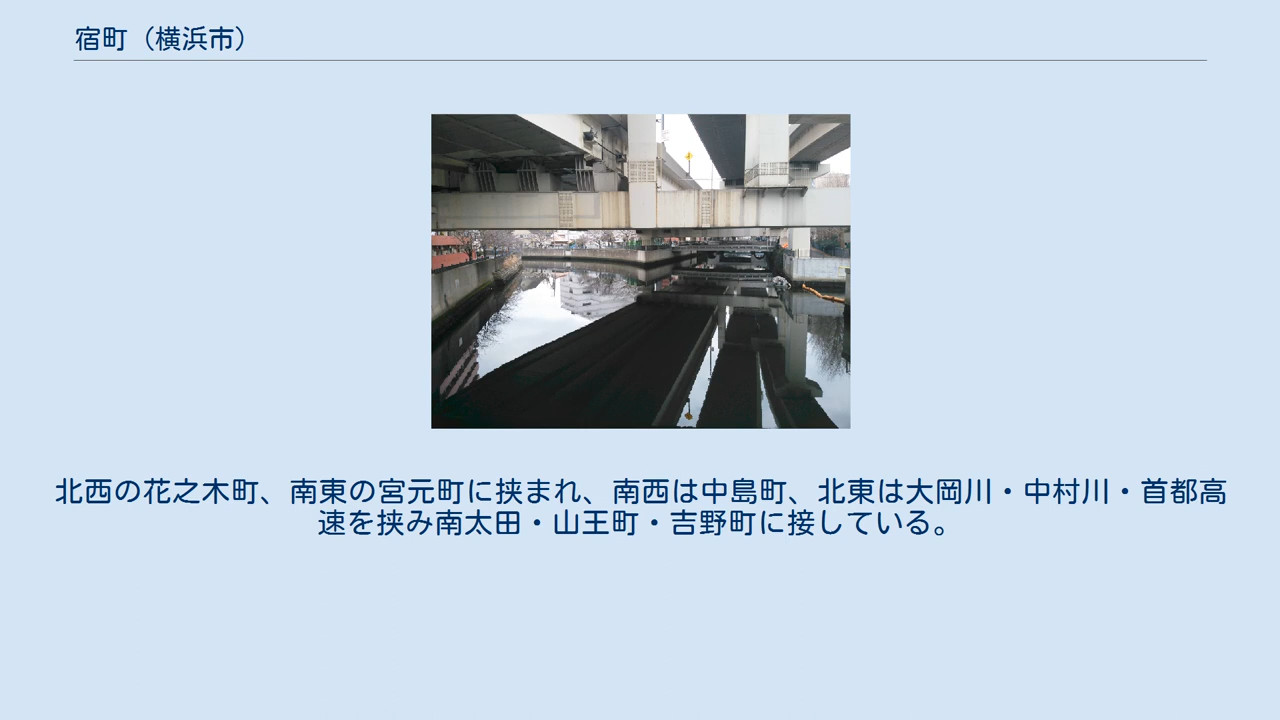 宿町（横浜市）
北西の花之木町、南東の宮元町に挟まれ、南西は中島町、北東は大岡川・中村川・首都高
速を挟み南太田・山王町・吉野町に接している。